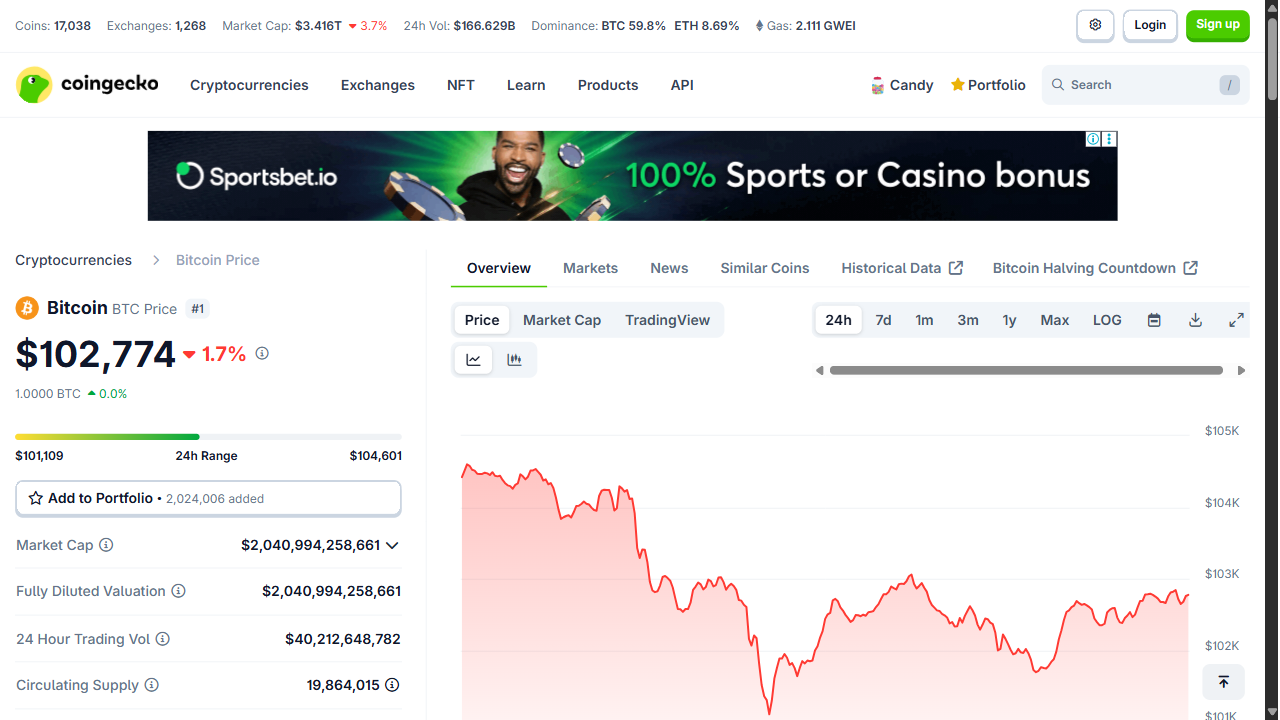 Coins: 17,038 Exchanges: 1,268 Market Cap: $3.416T 3.7% 24h Vol: $166.629B Dominance: BTC 59.8% ETH 8.69% Gas: 2.111 GWEI Login Sign up
coingecko Cryptocurrencies Exchanges NFT Learn Products API Candy Portfolio Search /
Sportsbet.io 100% Sports or Casino bonus
Cryptocurrencies > Bitcoin Price
Bitcoin BTC Price #1
$102,774 1.7%
1.0000 BTC 0.0%
$101,109 24h Range $104,601
Add to Portfolio • 2,024,006 added
Market Cap $2,040,994,258,661
Fully Diluted Valuation $2,040,994,258,661
24 Hour Trading Vol $40,212,648,782
Circulating Supply 19,864,015
Overview Markets News Similar Coins Historical Data Bitcoin Halving Countdown
Price Market Cap TradingView 24h 7d 1m 3m 1y Max LOG
$105K
$104K
$103K
$102K
$101K